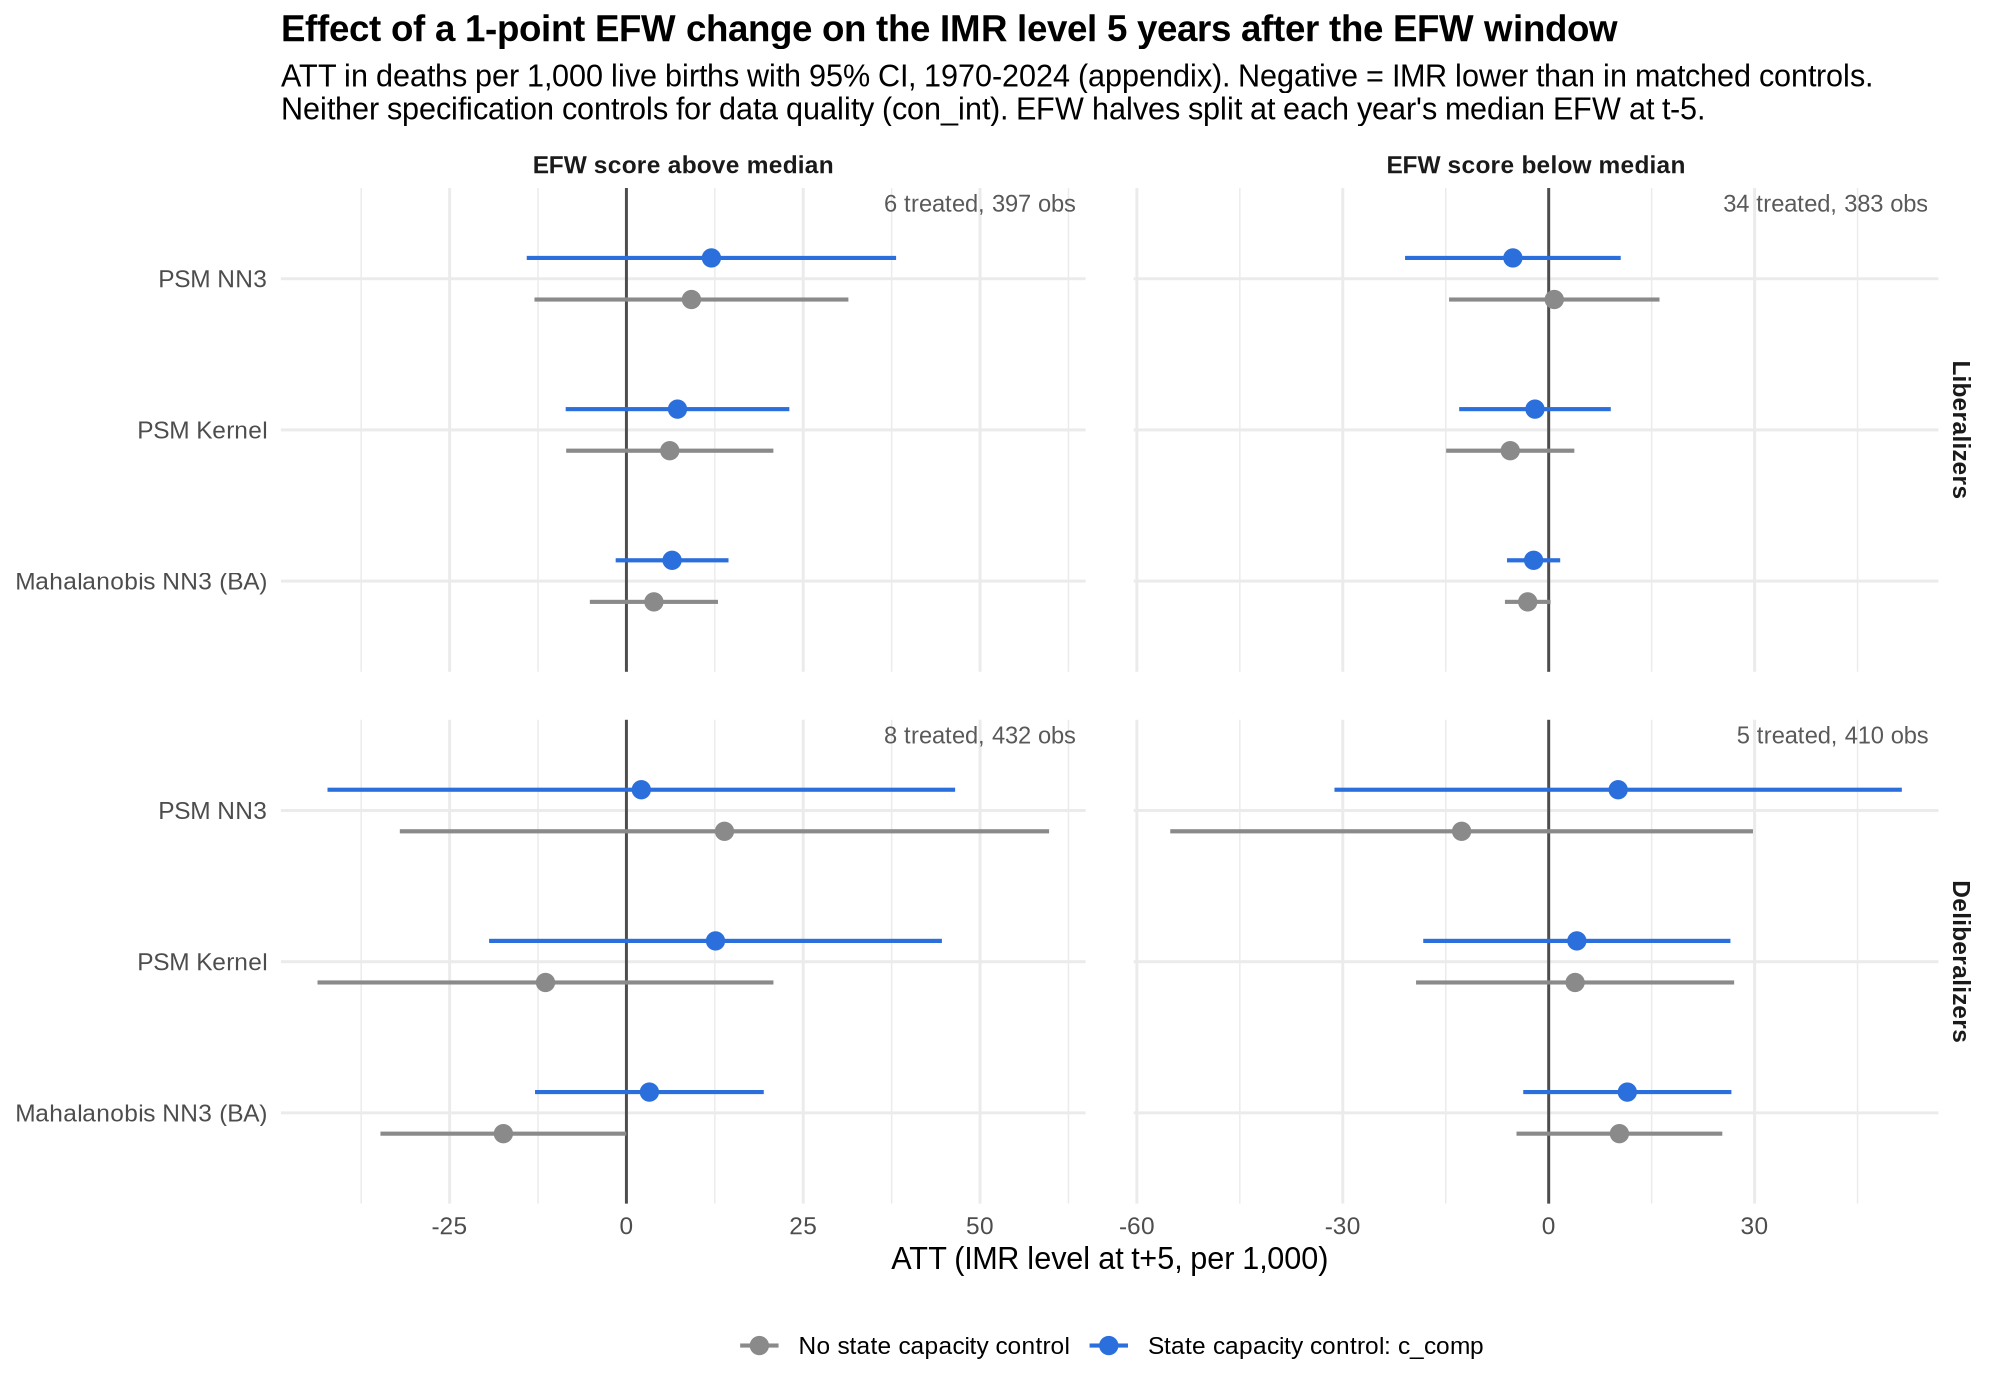 Effect of a 1-point EFW change on the IMR level 5 years after the EFW window
ATT in deaths per 1,000 live births with 95% CI, 1970-2024 (appendix). Negative = IMR lower than in matched controls.
Neither specification controls for data quality (con_int). EFW halves split at each year's median EFW at t-5.
EFW score above median
EFW score below median
6 treated, 397 obs
34 treated, 383 obs
PSM NN3
PSM Kernel
Mahalanobis NN3 (BA)
Liberalizers
8 treated, 432 obs
5 treated, 410 obs
PSM NN3
PSM Kernel
Mahalanobis NN3 (BA)
Deliberalizers
-25 0 25 50
-60 -30 0 30
ATT (IMR level at t+5, per 1,000)
No state capacity control
State capacity control: c_comp